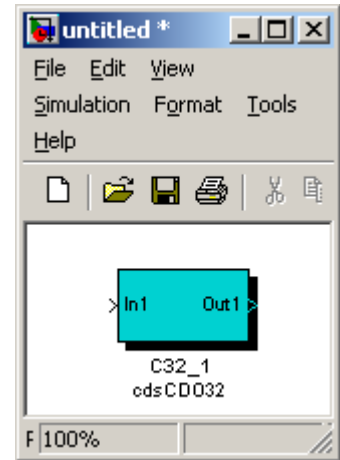 untitled *
File Edit View
Simulation Format Tools
Help
In1 Out1
C32_1
cdsCDO32
F 100%